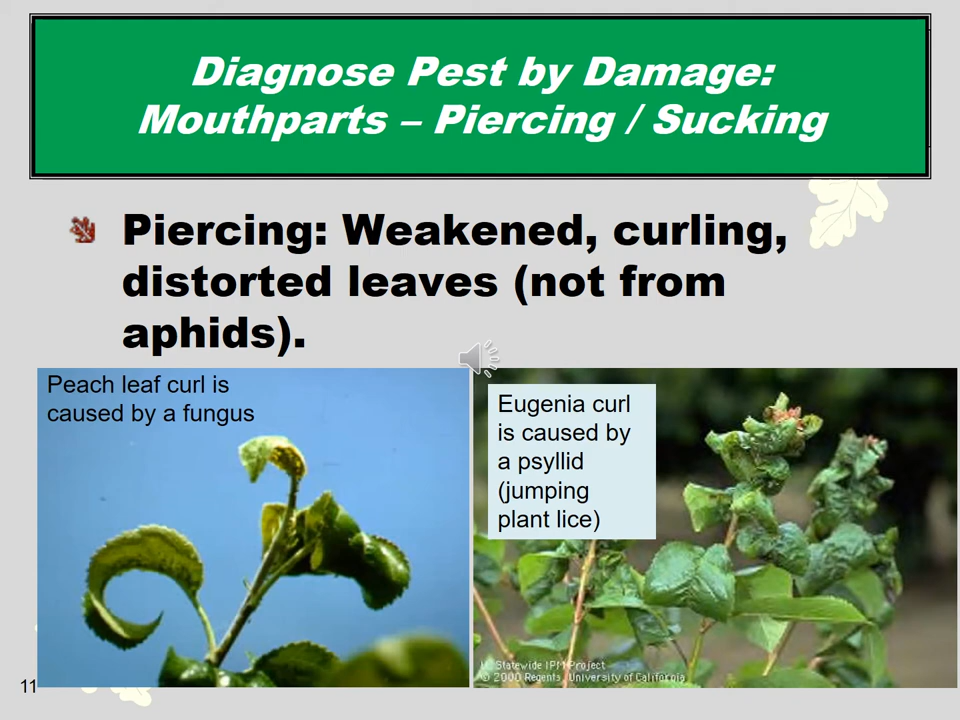 Diagnose Pest by Damage:
Mouthparts – Piercing / Sucking
Piercing: Weakened, curling,
distorted leaves (not from
aphids).
Peach leaf curl is
caused by a fungus
Eugenia curl
is caused by
a psyllid
(jumping
plant lice)
UC Statewide IPM Project
© 2000 Regents, University of California
11